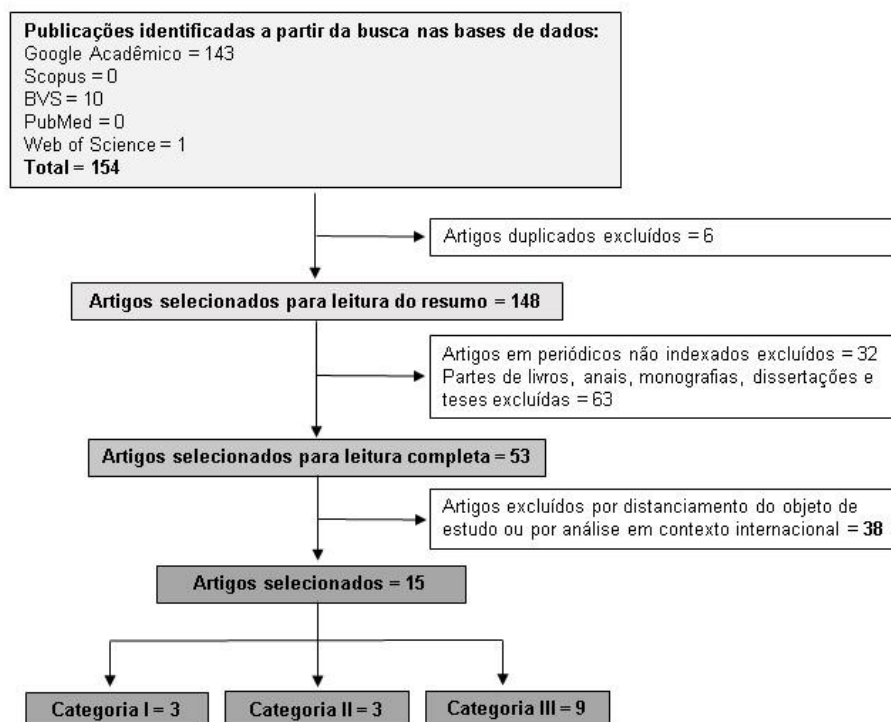 Publicações identificadas a partir da busca nas bases de dados:
Google Acadêmico = 143
Scopus = 0
BVS = 10
PubMed = 0
Web of Science = 1
Total = 154
Artigos duplicados excluídos = 6
Artigos selecionados para leitura do resumo = 148
Artigos em periódicos não indexados excluídos = 32
Partes de livros, anais, monografias, dissertações e
teses excluídas = 63
Artigos selecionados para leitura completa = 53
Artigos excluídos por distanciamento do objeto de
estudo ou por análise em contexto internacional = 38
Artigos selecionados = 15
Categoria I = 3
Categoria II = 3
Categoria III = 9